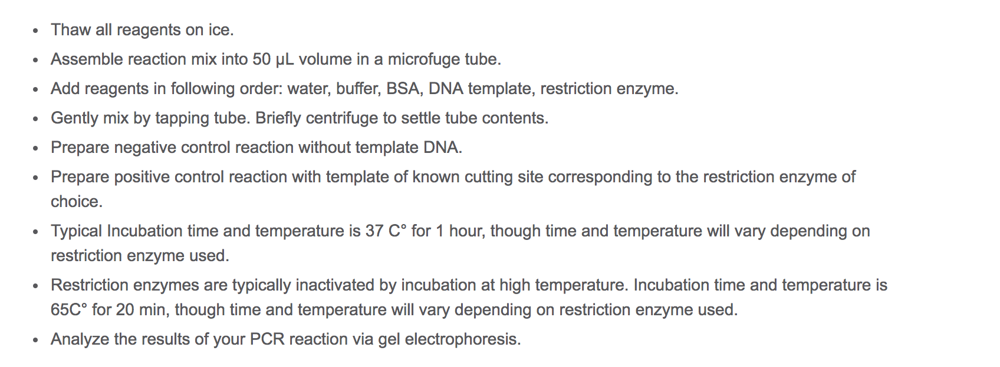 • Thaw all reagents on ice.
• Assemble reaction mix into 50 µL volume in a microfuge tube.
• Add reagents in following order: water, buffer, BSA, DNA template, restriction enzyme.
• Gently mix by tapping tube. Briefly centrifuge to settle tube contents.
• Prepare negative control reaction without template DNA.
• Prepare positive control reaction with template of known cutting site corresponding to the restriction enzyme of
choice.
• Typical Incubation time and temperature is 37 C° for 1 hour, though time and temperature will vary depending on
restriction enzyme used.
• Restriction enzymes are typically inactivated by incubation at high temperature. Incubation time and temperature is
65C° for 20 min, though time and temperature will vary depending on restriction enzyme used.
• Analyze the results of your PCR reaction via gel electrophoresis.